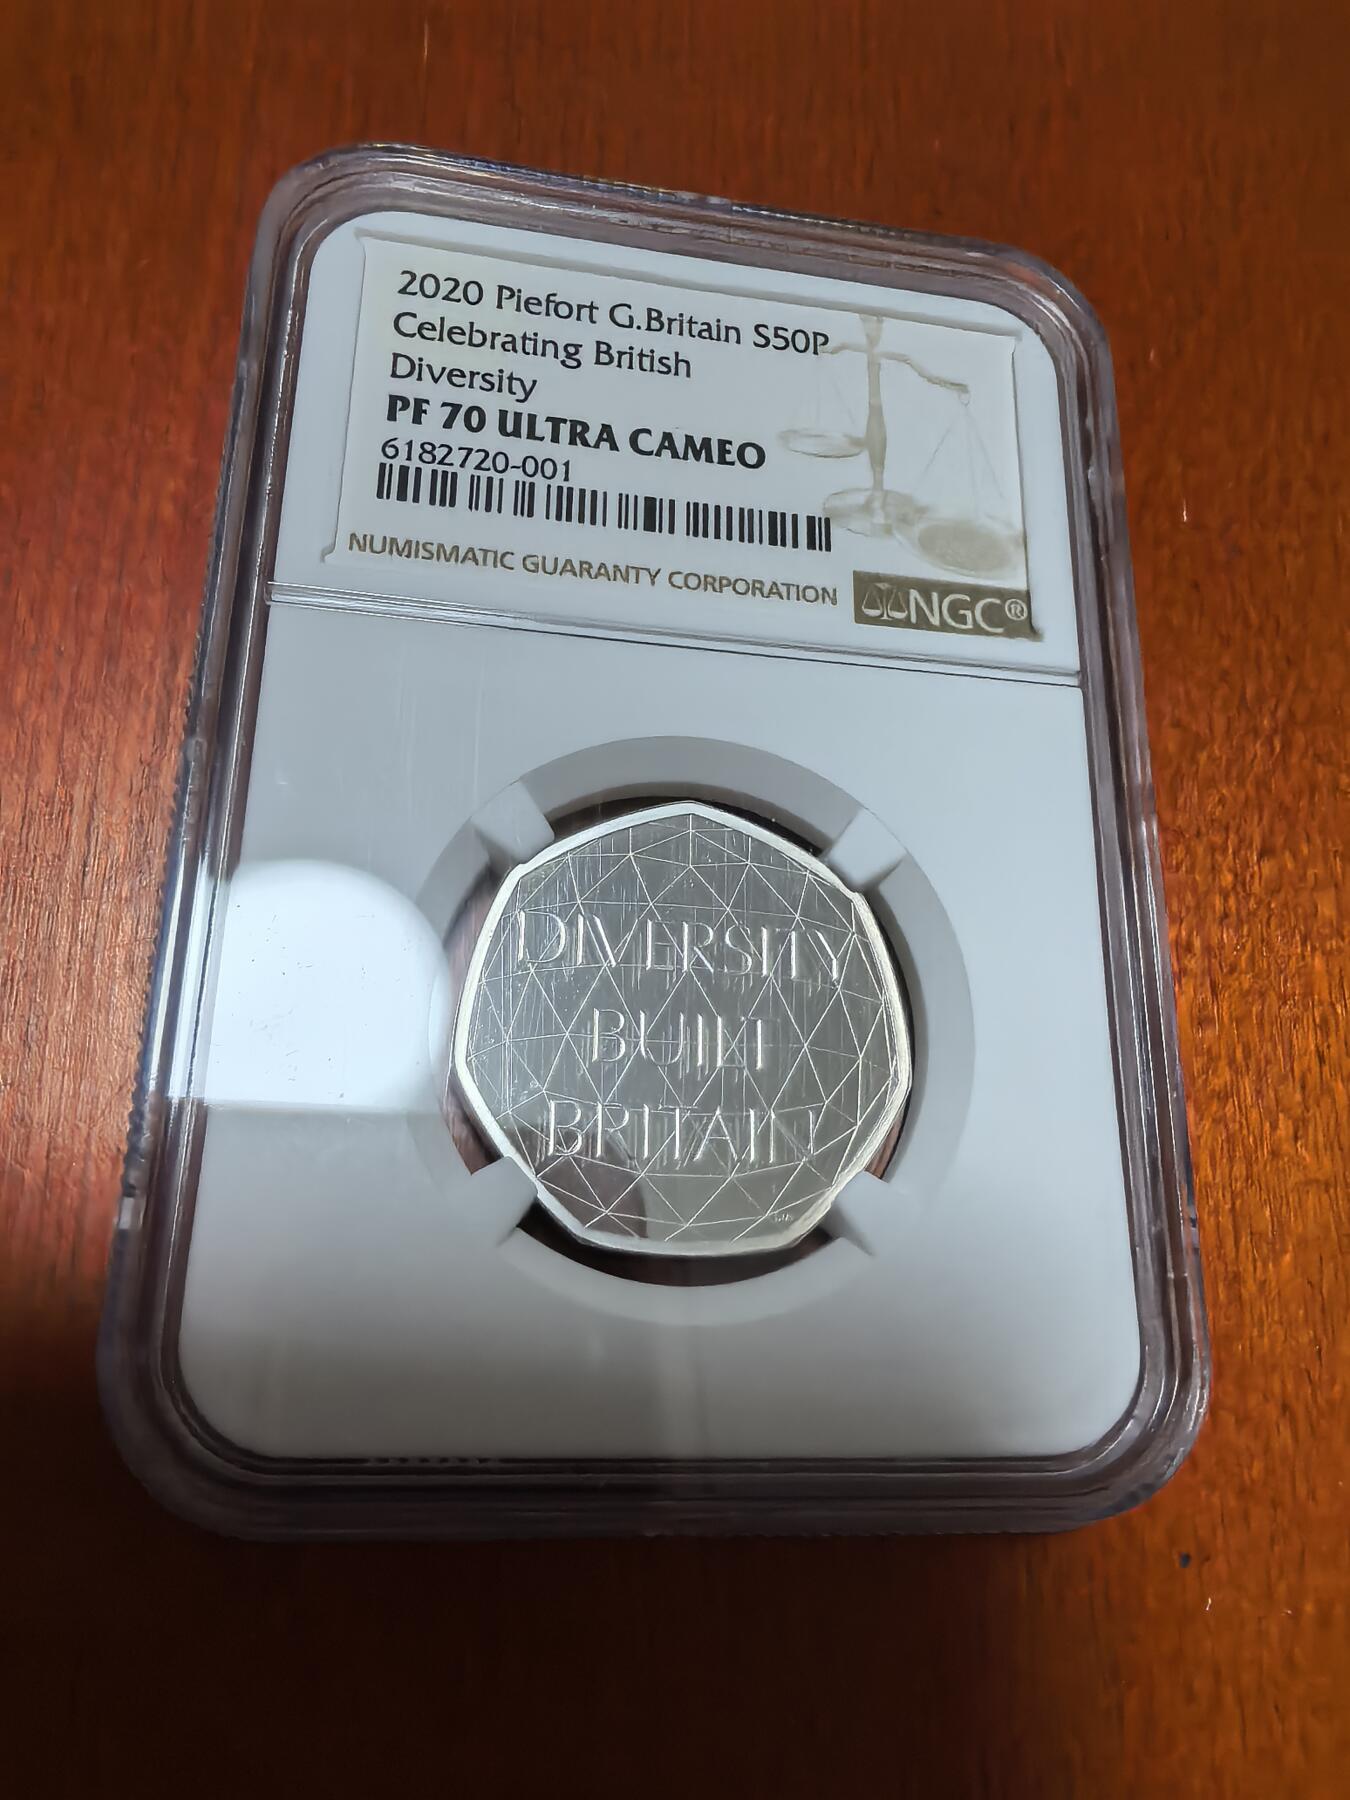 2020 Piefort G.Britain S50P
Celebrating British
Diversity
PF 70 ULTRA CAMEO
6182720-001
NUMISMATIC GUARANTY CORPORATION
NGC®
DIVERSITY
BUILT
BRITAIN